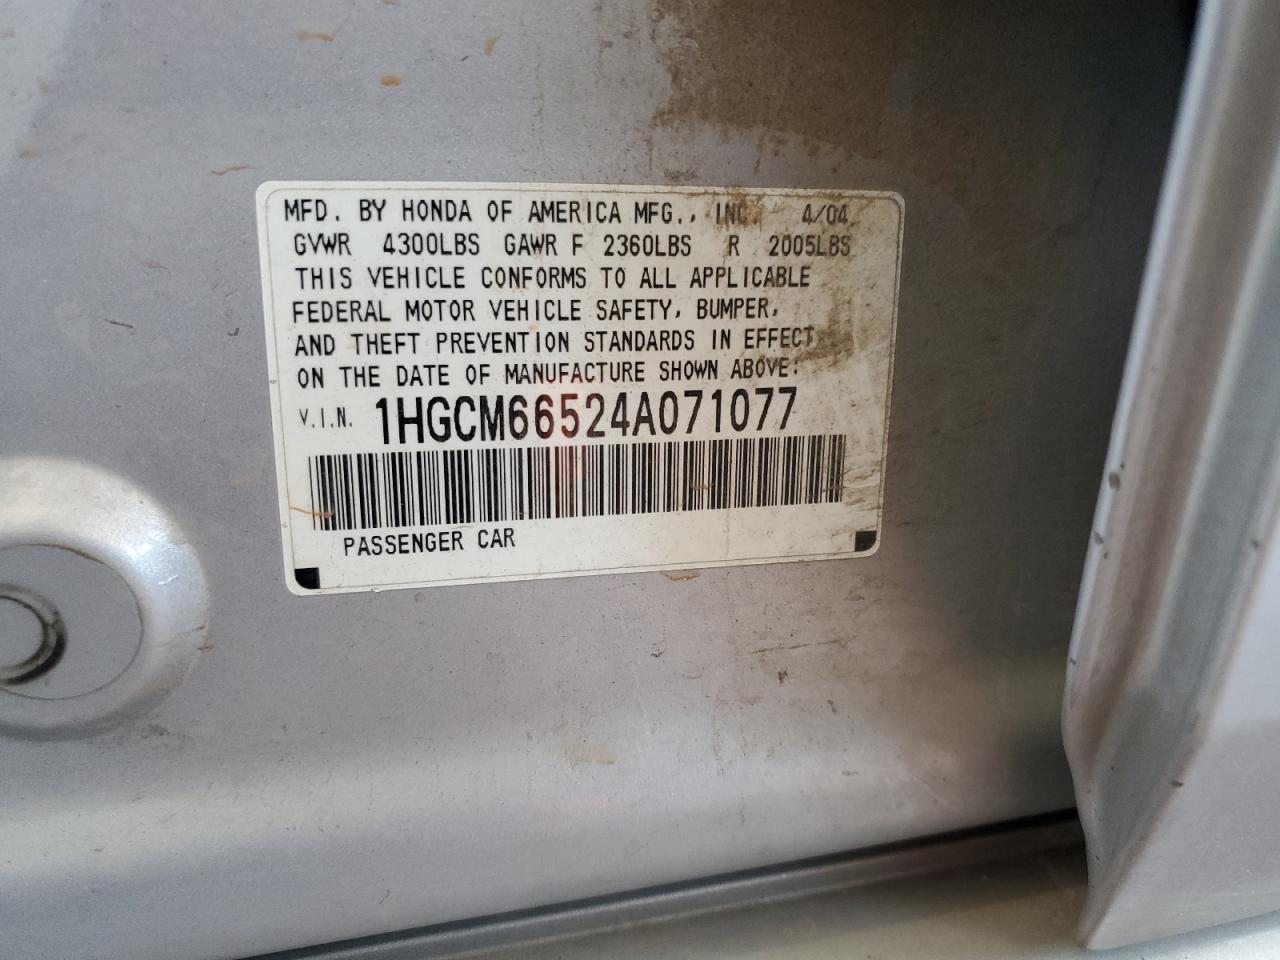 MFD. BY HONDA OF AMERICA MFG., INC. 4/04
GVWR 4300LBS GAWR F 2360LBS R 2005LBS
THIS VEHICLE CONFORMS TO ALL APPLICABLE
FEDERAL MOTOR VEHICLE SAFETY, BUMPER,
AND THEFT PREVENTION STANDARDS IN EFFECT
ON THE DATE OF MANUFACTURE SHOWN ABOVE.
V.I.N. 1HGCM66524A071077
PASSENGER CAR